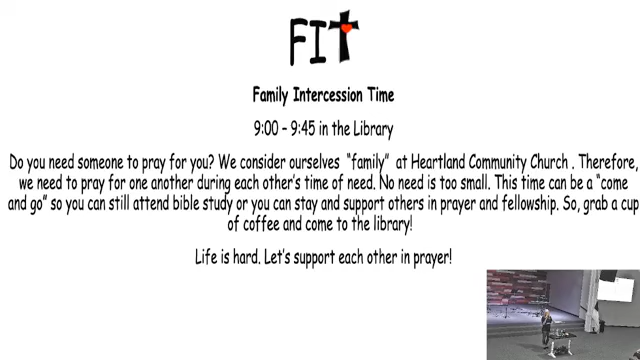 FIT
Family Intercession Time
9:00 – 9:45 in the Library
Do you need someone to pray for you? We consider ourselves "family" at Heartland Community Church . Therefore,
we need to pray for one another during each other's time of need. No need is too small. This time can be a "come
and go" so you can still attend bible study or you can stay and support others in prayer and fellowship. So, grab a cup
of coffee and come to the library!
Life is hard. Let's support each other in prayer!